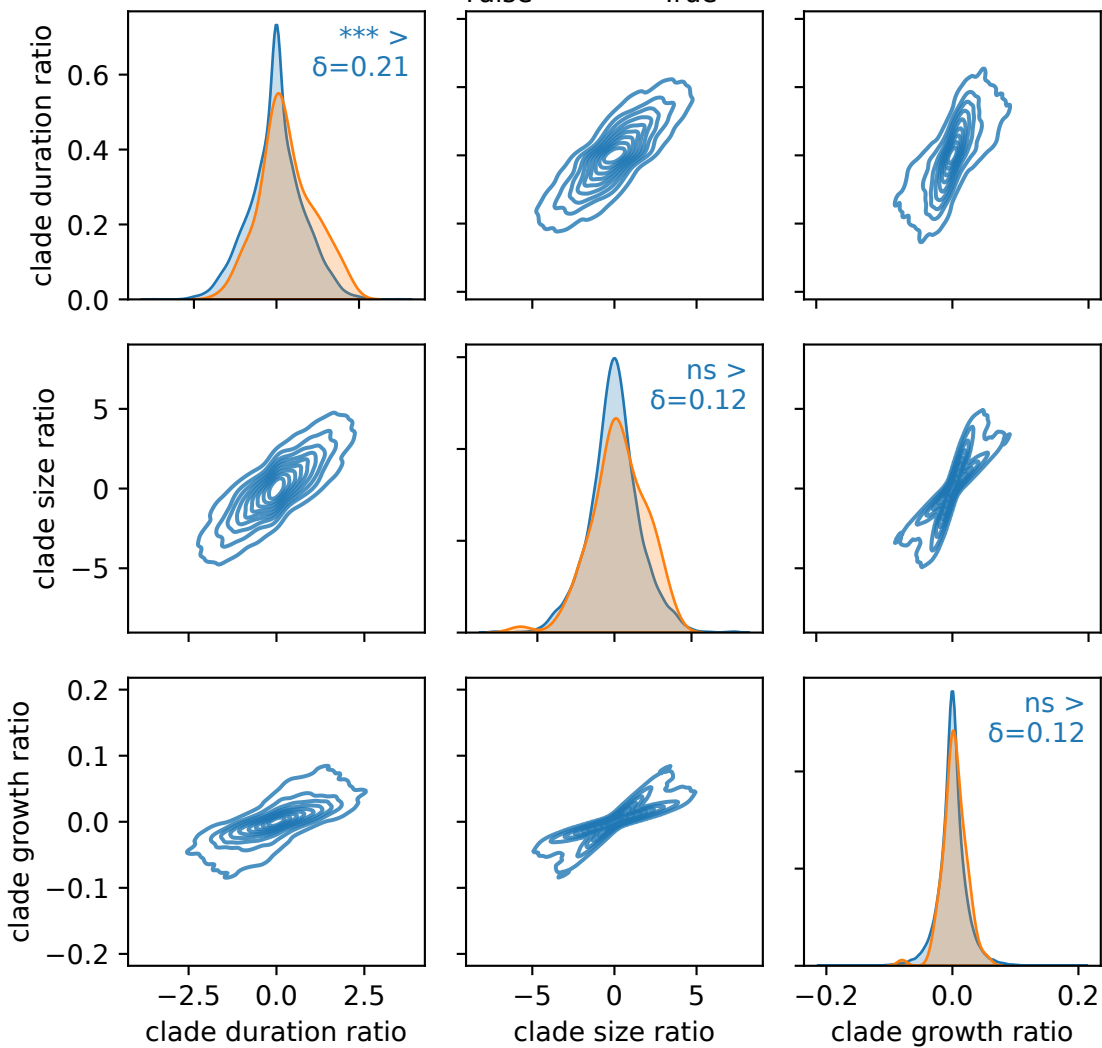 False True
clade duration ratio
0.6
0.4
0.2
0.0
*** >
δ=0.21
clade size ratio
5
0
−5
ns >
δ=0.12
clade growth ratio
0.2
0.1
0.0
−0.1
−0.2
ns >
δ=0.12
−2.5 0.0 2.5
−5 0 5
−0.2 0.0 0.2
clade duration ratio
clade size ratio
clade growth ratio